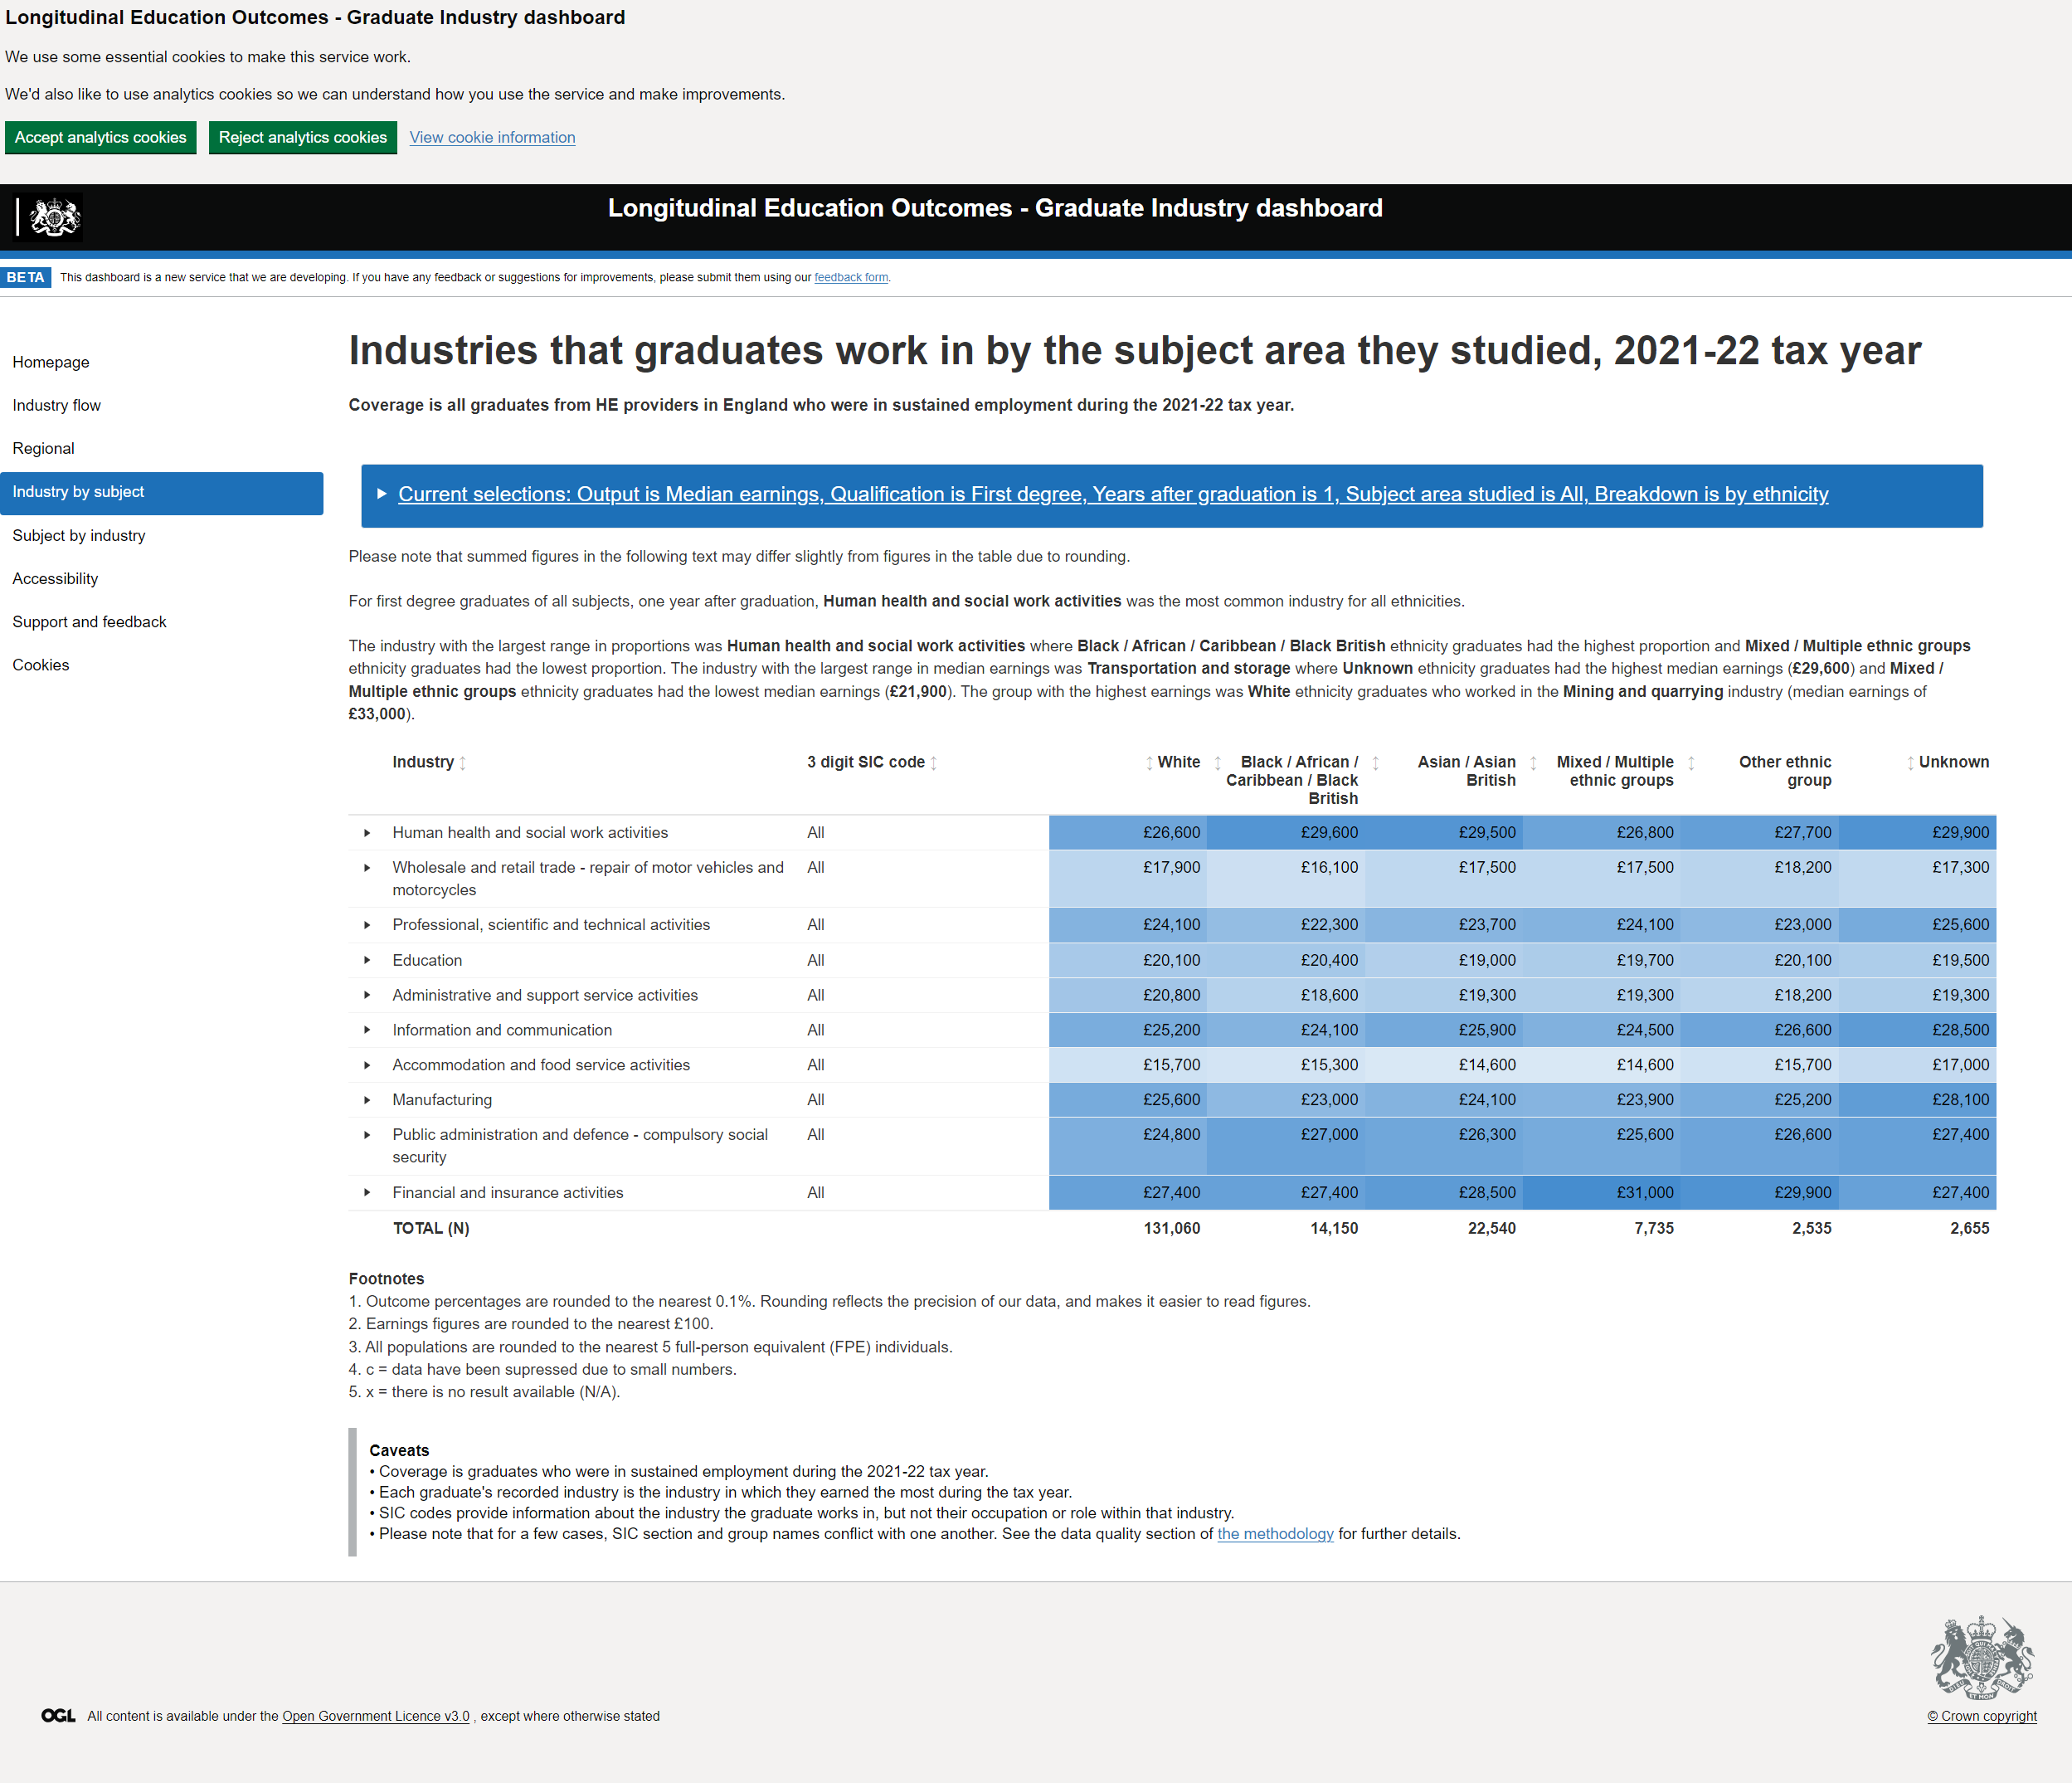 Longitudinal Education Outcomes - Graduate Industry dashboard
We use some essential cookies to make this service work.
We'd also like to use analytics cookies so we can understand how you use the service and make improvements.
Accept analytics cookies Reject analytics cookies View cookie information
Longitudinal Education Outcomes - Graduate Industry dashboard
BETA This dashboard is a new service that we are developing. If you have any feedback or suggestions for improvements, please submit them using our feedback form.
Homepage
Industry flow
Regional
Industry by subject
Subject by industry
Accessibility
Support and feedback
Cookies
Industries that graduates work in by the subject area they studied, 2021-22 tax year
Coverage is all graduates from HE providers in England who were in sustained employment during the 2021-22 tax year.
Current selections: Output is Median earnings, Qualification is First degree, Years after graduation is 1, Subject area studied is All, Breakdown is by ethnicity
Please note that summed figures in the following text may differ slightly from figures in the table due to rounding.
For first degree graduates of all subjects, one year after graduation, Human health and social work activities was the most common industry for all ethnicities.
The industry with the largest range in proportions was Human health and social work activities where Black / African / Caribbean / Black British ethnicity graduates had the highest proportion and Mixed / Multiple ethnic groups
ethnicity graduates had the lowest proportion. The industry with the largest range in median earnings was Transportation and storage where Unknown ethnicity graduates had the highest median earnings (£29,600) and Mixed /
Multiple ethnic groups ethnicity graduates had the lowest median earnings (£21,900). The group with the highest earnings was White ethnicity graduates who worked in the Mining and quarrying industry (median earnings of
£33,000).
Industry 3 digit SIC code White Black / African / Asian / Asian Mixed / Multiple Other ethnic Unknown
Caribbean / Black British ethnic groups group
British
Human health and social work activities All £26,600 £29,600 £29,500 £26,800 £27,700 £29,900
Wholesale and retail trade - repair of motor vehicles and All £17,900 £16,100 £17,500 £17,500 £18,200 £17,300
motorcycles
Professional, scientific and technical activities All £24,100 £22,300 £23,700 £24,100 £23,000 £25,600
Education All £20,100 £20,400 £19,000 £19,700 £20,100 £19,500
Administrative and support service activities All £20,800 £18,600 £19,300 £19,300 £18,200 £19,300
Information and communication All £25,200 £24,100 £25,900 £24,500 £26,600 £28,500
Accommodation and food service activities All £15,700 £15,300 £14,600 £14,600 £15,700 £17,000
Manufacturing All £25,600 £23,000 £24,100 £23,900 £25,200 £28,100
Public administration and defence - compulsory social All £24,800 £27,000 £26,300 £25,600 £26,600 £27,400
security
Financial and insurance activities All £27,400 £27,400 £28,500 £31,000 £29,900 £27,400
TOTAL (N) 131,060 14,150 22,540 7,735 2,535 2,655
Footnotes
1. Outcome percentages are rounded to the nearest 0.1%. Rounding reflects the precision of our data, and makes it easier to read figures.
2. Earnings figures are rounded to the nearest £100.
3. All populations are rounded to the nearest 5 full-person equivalent (FPE) individuals.
4. c = data have been supressed due to small numbers.
5. x = there is no result available (N/A).
Caveats
• Coverage is graduates who were in sustained employment during the 2021-22 tax year.
• Each graduate's recorded industry is the industry in which they earned the most during the tax year.
• SIC codes provide information about the industry the graduate works in, but not their occupation or role within that industry.
• Please note that for a few cases, SIC section and group names conflict with one another. See the data quality section of the methodology for further details.
OGL All content is available under the Open Government Licence v3.0 , except where otherwise stated
© Crown copyright